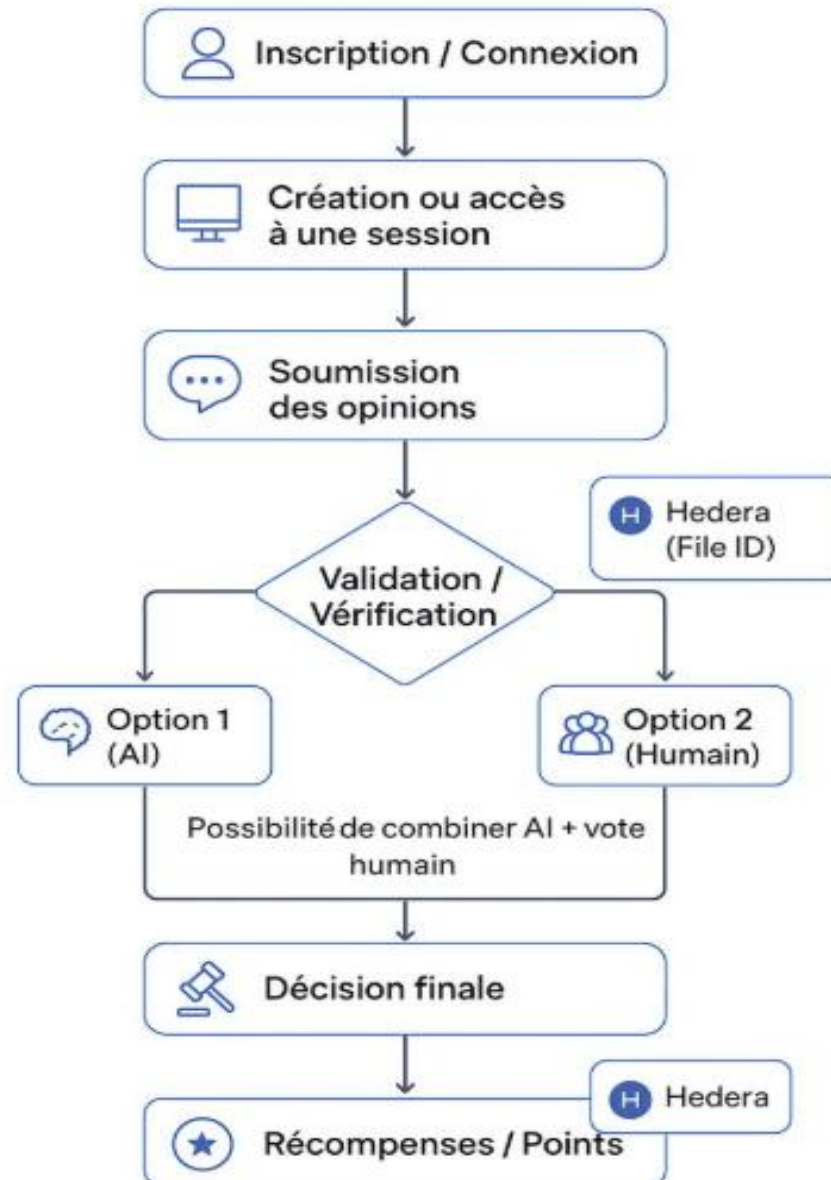 Inscription / Connexion
Création ou accès
à une session
Soumission
des opinions
H Hedera
(File ID)
Validation /
Vérification
Option 1
(AI)
Option 2
(Humain)
Possibilité de combiner AI + vote
humain
Décision finale
H Hedera
Récompenses / Points